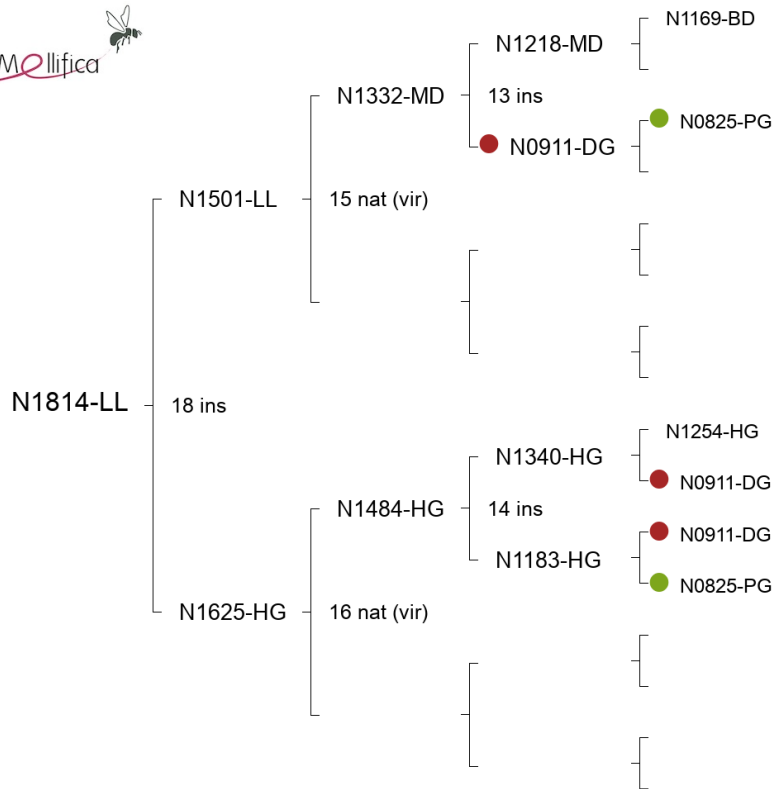 Mellifica
N1169-BD
N1218-MD
N1332-MD
13 ins
N0825-PG
N0911-DG
N1501-LL
15 nat (vir)
N1814-LL
18 ins
N1254-HG
N1340-HG
N0911-DG
N1484-HG
14 ins
N0911-DG
N1183-HG
N0825-PG
N1625-HG
16 nat (vir)